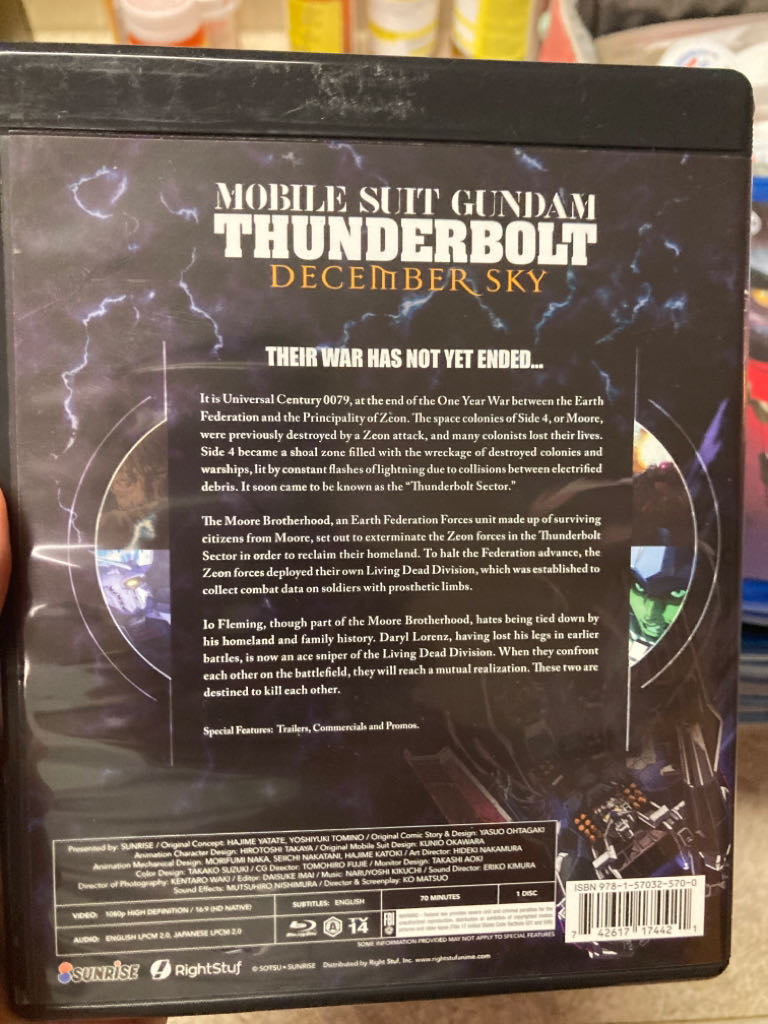 MOBILE SUIT GUNDAM
THUNDERBOLT
DECEMBER SKY
THEIR WAR HAS NOT YET ENDED...
It is Universal Century 0079, at the end of the One Year War between the Earth
Federation and the Principality of Zeon. The space colonies of Side 4, or Moore,
were previously destroyed by a Zeon attack, and many colonists lost their lives.
Side 4 became a shoal zone filled with the wreckage of destroyed colonies and
warships, lit by constant flashes of lightning due to collisions between electrified
debris. It soon came to be known as the "Thunderbolt Sector."
The Moore Brotherhood, an Earth Federation Forces unit made up of surviving
citizens from Moore, set out to exterminate the Zeon forces in the Thunderbolt
Sector in order to reclaim their homeland. To halt the Federation advance, the
Zeon forces deployed their own Living Dead Division, which was established to
collect combat data on soldiers with prosthetic limbs.
Io Fleming, though part of the Moore Brotherhood, hates being tied down by
his homeland and family history. Daryl Lorenz, having lost his legs in earlier
battles, is now an ace sniper of the Living Dead Division. When they confront
each other on the battlefield, they will reach a mutual realization. These two are
destined to kill each other.
Special Features: Trailers, Commercials and Promos.
Presented by: SUNRISE / Original Concept: HAJIME YATATE, YOSHIYUKI TOMINO / Original Comic Story & Design: YASUO OHTAGAKI
Animation Character Design: HIROTOSHI TAKAYA / Original Mobile Suit Design: KUNIO OKAWARA
Animation Mechanical Design: MORIFUMI NAKA, SEIICHI NAKATANI, HAJIME KATOKI / Art Director: HIDEKI NAKAMURA
Color Design: TAKAKO SUZUKI / CG Director: TOMOHIRO FUJIE / Monitor Design: TAKASHI AOKI
Director of Photography: KENTARO WAKI / Editor: DAISUKE IMAI / Music: NARUYOSHI KIKUCHI / Sound Director: ERIKO KIMURA
Sound Effects: MUTSUHIRO NISHIMURA / Director & Screenplay: KO MATSUO
VIDEO: 1080p HIGH DEFINITION / 16:9 (HD NATIVE)
SUBTITLES: ENGLISH
70 MINUTES
1 DISC
AUDIO: ENGLISH LPCM 2.0, JAPANESE LPCM 2.0
A
TV
14
FBI
SOME INFORMATION PROVIDED MAY NOT APPLY TO SPECIAL FEATURES
ISBN 978-1-57032-570-0
7 42617 17442 1
SUNRISE
RightStuf
© SOTSU • SUNRISE Distributed by Right Stuf, Inc. www.rightstufanime.com